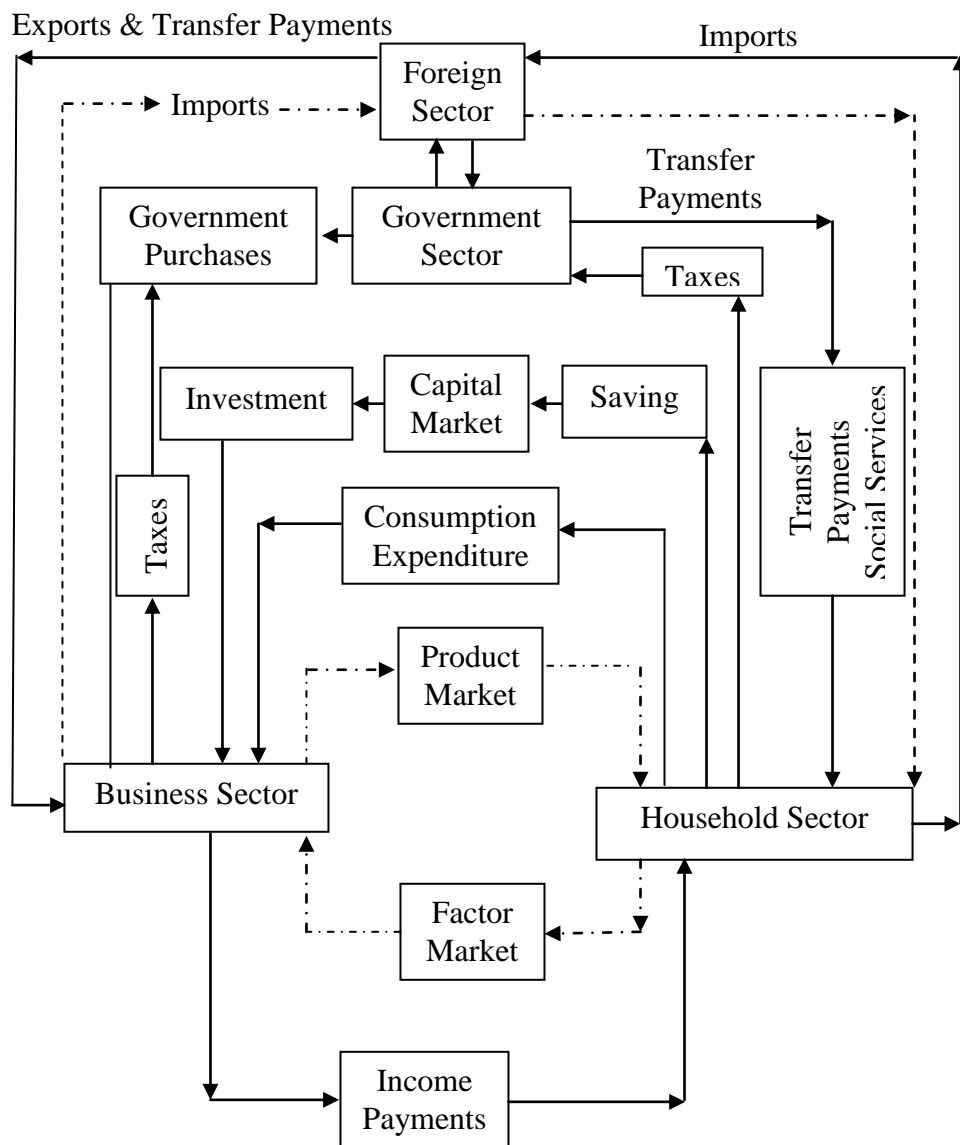 Exports & Transfer Payments
Imports
Foreign
Sector
Imports
Transfer
Payments
Government
Purchases
Government
Sector
Taxes
Investment
Capital
Market
Saving
Transfer
Payments
Social Services
Taxes
Consumption
Expenditure
Product
Market
Business Sector
Household Sector
Factor
Market
Income
Payments